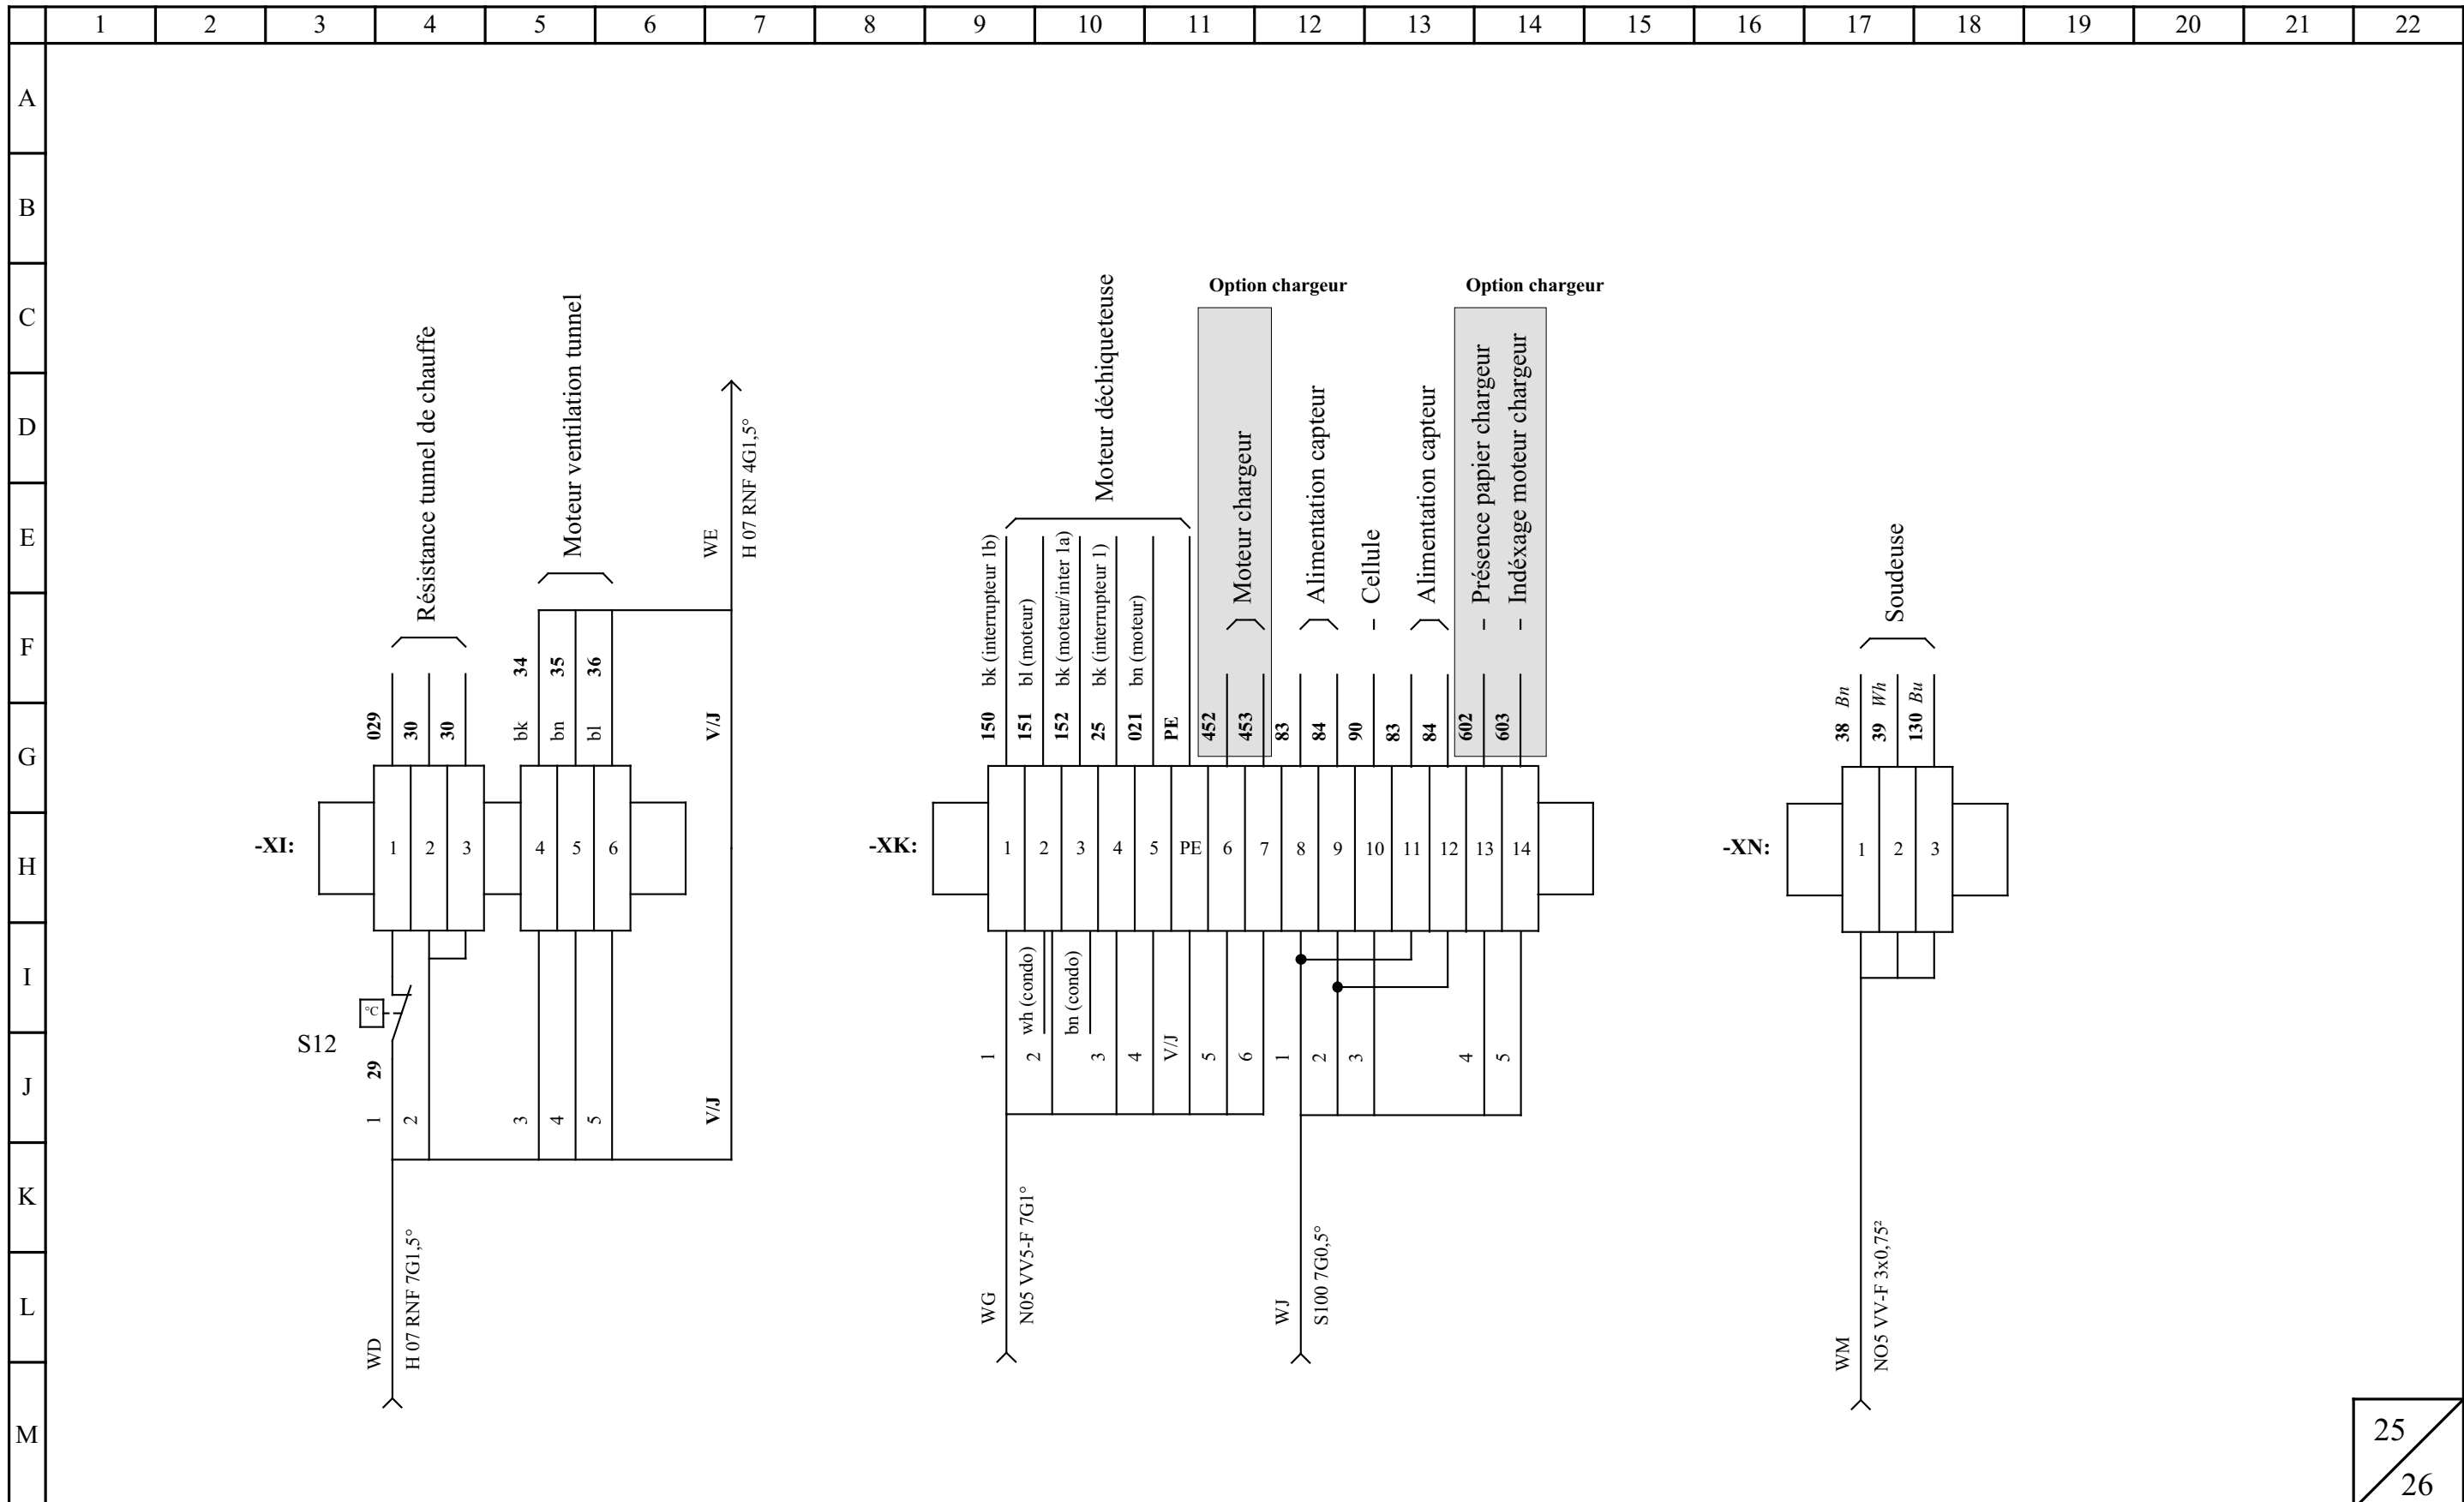 1 2 3 4 5 6 7 8 9 10 11 12 13 14 15 16 17 18 19 20 21 22
A
B
C
D
E
F
G
H
I
J
K
L
M
Résistance tunnel de chauffe
Moteur ventilation tunnel
WE
H 07 RNF 4G1,5°
029
30
30
34
35
36
bk
bn
bl
V/J
-XI:
1 2 3 4 5 6
°C
S12
29
1
2
3
4
5
V/J
WD
H 07 RNF 7G1,5°
Moteur déchiqueteuse
Option chargeur
Option chargeur
Moteur chargeur
Alimentation capteur
Cellule
Alimentation capteur
Présence papier chargeur
Indéxage moteur chargeur
150 bk (interrupteur 1b)
151 bl (moteur)
152 bk (moteur/inter 1a)
25 bk (interrupteur 1)
021 bn (moteur)
PE
452
453
83
84
90
83
84
602
603
-XK:
1 2 3 4 5 PE 6 7 8 9 10 11 12 13 14
wh (condo)
bn (condo)
1
2
3
4
V/J
5
6
1
2
3
4
5
WG
N05 VV5-F 7G1°
WJ
S100 7G0,5°
Soudeuse
38 Bn
39 Wh
130 Bu
-XN:
1 2 3
WM
NO5 VV-F 3x0,75²
25
26